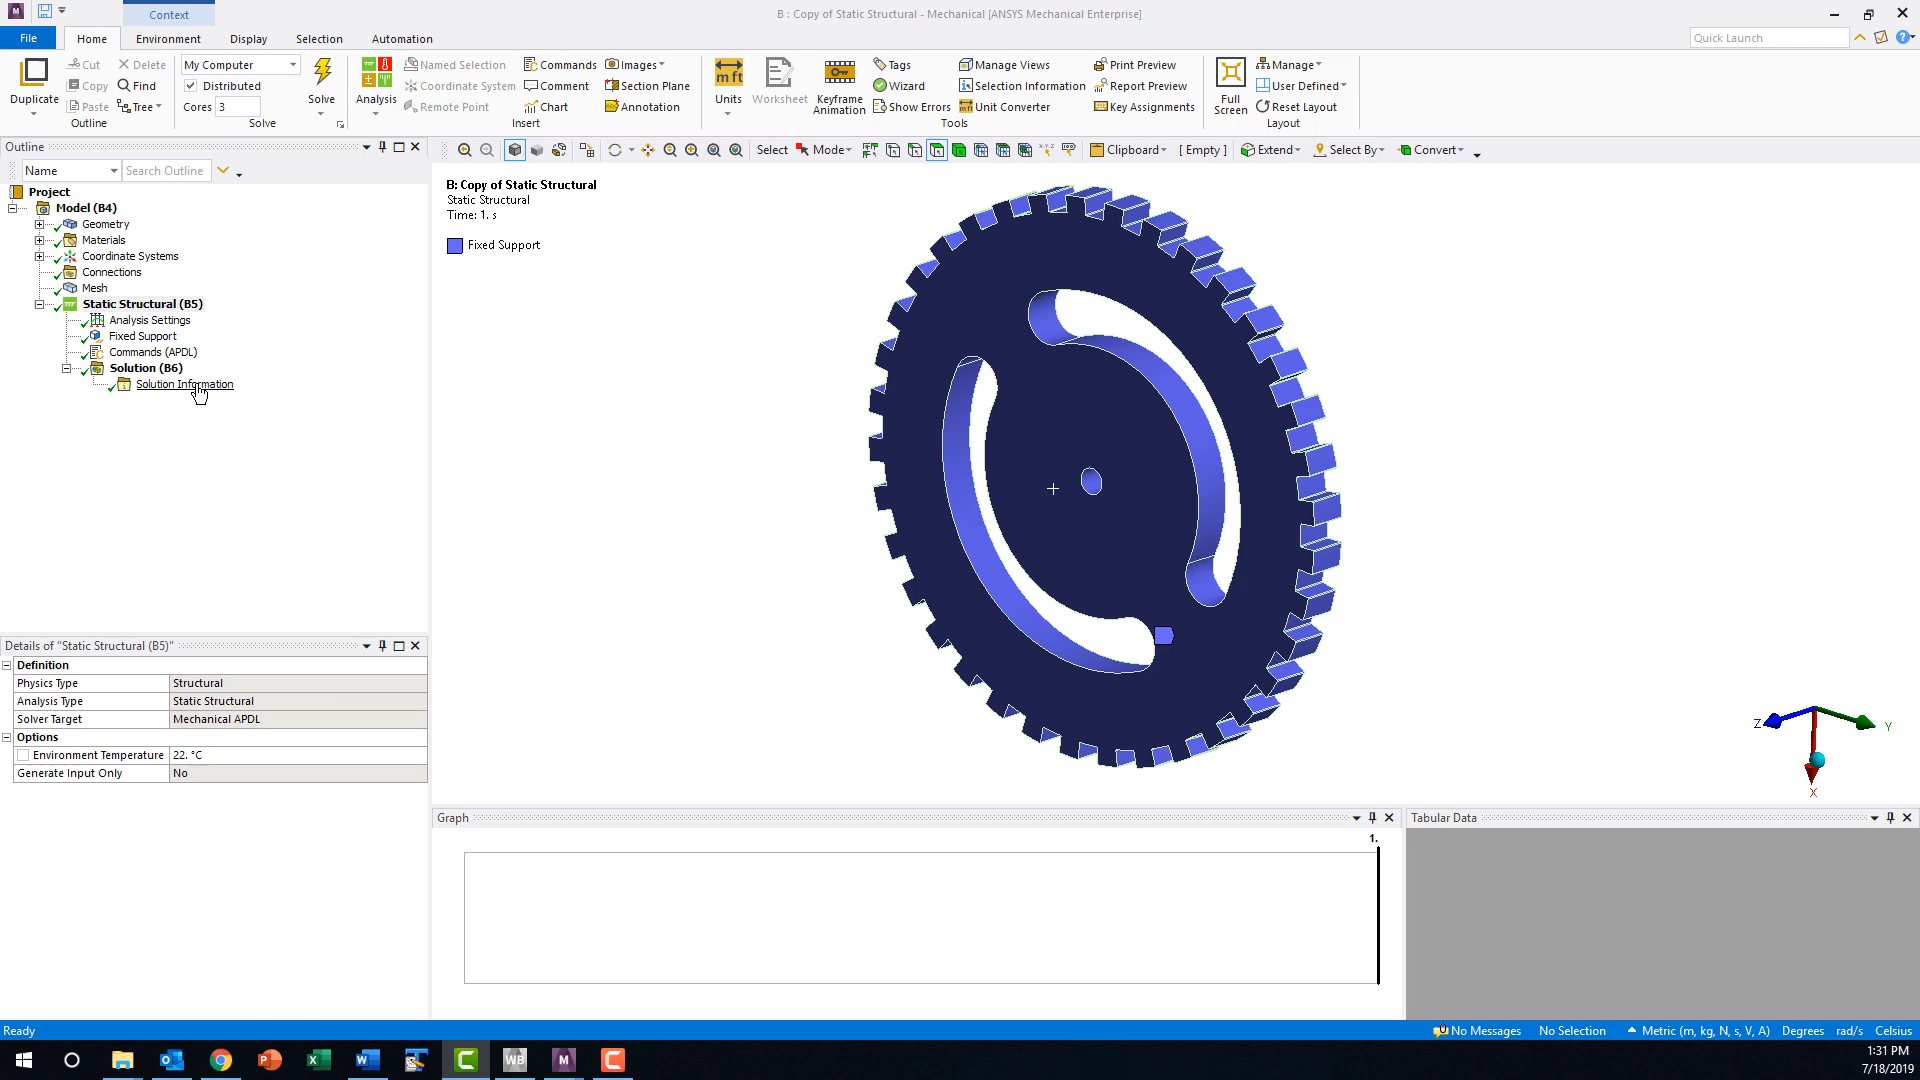 Context
B : Copy of Static Structural - Mechanical [ANSYS Mechanical Enterprise]
File Home Environment Display Selection Automation
Quick Launch
Duplicate
Cut
Delete
Copy
Find
Paste
Tree
Outline
My Computer
Distributed
Cores 3
Solve
Solve
Analysis
Named Selection
Coordinate System
Remote Point
Commands
Comment
Chart
Images
Section Plane
Annotation
Insert
Units
Worksheet
Keyframe
Animation
Tags
Wizard
Show Errors
Manage Views
Selection Information
Unit Converter
Print Preview
Report Preview
Key Assignments
Tools
Full
Screen
Manage
User Defined
Reset Layout
Layout
Outline
Name Search Outline
Select Mode Clipboard [ Empty ] Extend Select By Convert
Project
Model (B4)
Geometry
Materials
Coordinate Systems
Connections
Mesh
Static Structural (B5)
Analysis Settings
Fixed Support
Commands (APDL)
Solution (B6)
Solution Information
B: Copy of Static Structural
Static Structural
Time: 1. s
Fixed Support
Z
Y
X
Details of "Static Structural (B5)"
Definition
Physics Type Structural
Analysis Type Static Structural
Solver Target Mechanical APDL
Options
Environment Temperature 22. °C
Generate Input Only No
Graph
1.
Tabular Data
Ready
No Messages No Selection Metric (m, kg, N, s, V, A) Degrees rad/s Celsius
WB
1:31 PM
7/18/2019